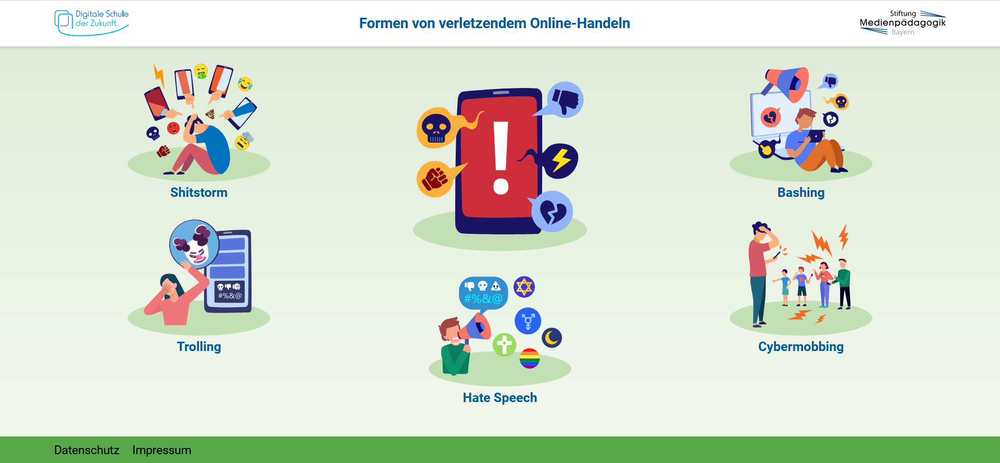 Digitale Schule
der Zukunft
Formen von verletzendem Online-Handeln
Stiftung
Medienpädagogik
Bayern
Shitstorm
Bashing
#%&@
Trolling
#%&@
Cybermobbing
Hate Speech
Datenschutz Impressum